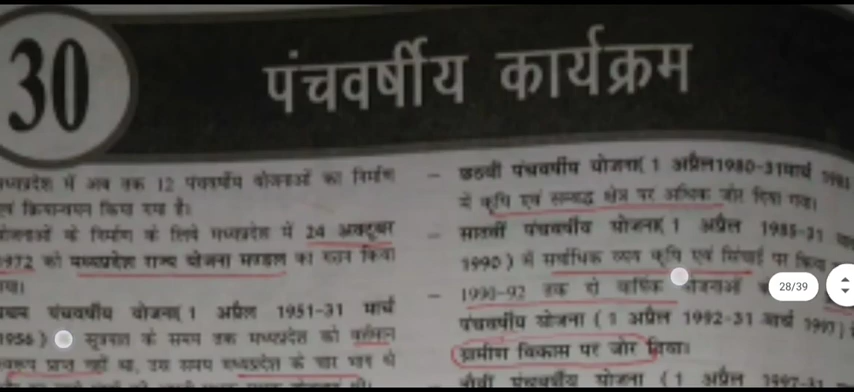 30
पंचवर्षीय कार्यक्रम
मध्यप्रदेश में अब तक 12 पंचवर्षीय योजनाओं का निर्माण
एवं क्रियान्वयन किया गया है।
योजनाओं के निर्माण के लिये मध्यप्रदेश में 24 अक्टूबर
1972 को मध्यप्रदेश राज्य योजना मण्डल का गठन किया
गया।
प्रथम पंचवर्षीय योजना( 1 अप्रैल 1951-31 मार्च
1956 ) सूत्रपात के समय तक मध्यप्रदेश को वर्तमान
स्वरूप प्राप्त नहीं था, उस समय मध्यप्रदेश के चार भाग थे
– छठवी पंचवर्षीय योजना( 1 अप्रैल1980-31मार्च
में कृषि एवं सम्बद्ध क्षेत्र पर अधिक जोर दिया गया।
– सातवीं पंचवर्षीय योजना( 1 अप्रैल 1985-31
1990 ) में सर्वाधिक व्यय कृषि एवं सिंचाई पर किया
– 1990-92 तक दो वार्षिक योजनाओं
पंचवर्षीय योजना ( 1 अप्रैल 1992-31 मार्च 1997)
ग्रामीण विकास पर जोर दिया।
पंचवर्षीय योजना ( 1 अप्रैल
28/39